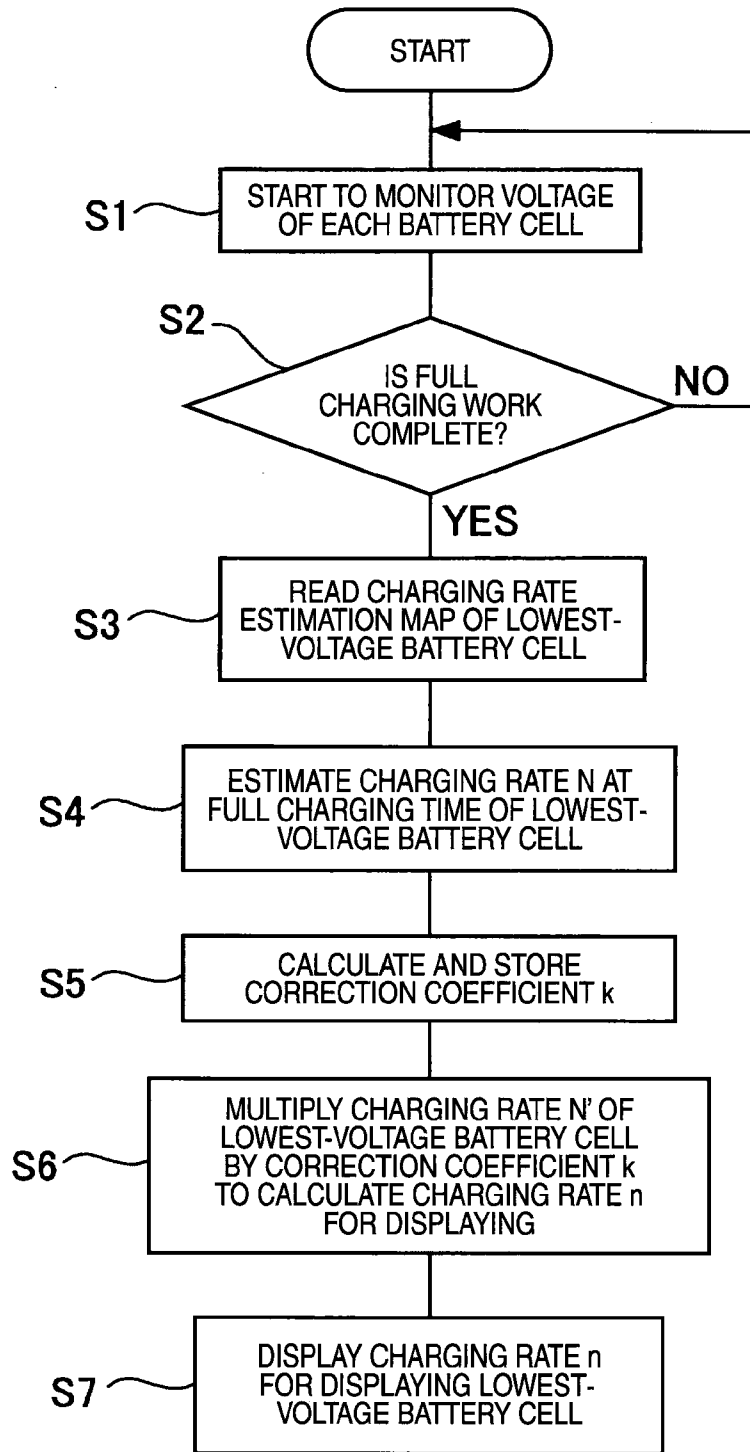 START
S1
START TO MONITOR VOLTAGE
OF EACH BATTERY CELL
S2
IS FULL
CHARGING WORK
COMPLETE?
NO
YES
S3
READ CHARGING RATE
ESTIMATION MAP OF LOWEST-
VOLTAGE BATTERY CELL
S4
ESTIMATE CHARGING RATE N AT
FULL CHARGING TIME OF LOWEST-
VOLTAGE BATTERY CELL
S5
CALCULATE AND STORE
CORRECTION COEFFICIENT k
S6
MULTIPLY CHARGING RATE N' OF
LOWEST-VOLTAGE BATTERY CELL
BY CORRECTION COEFFICIENT k
TO CALCULATE CHARGING RATE n
FOR DISPLAYING
S7
DISPLAY CHARGING RATE n
FOR DISPLAYING LOWEST-
VOLTAGE BATTERY CELL